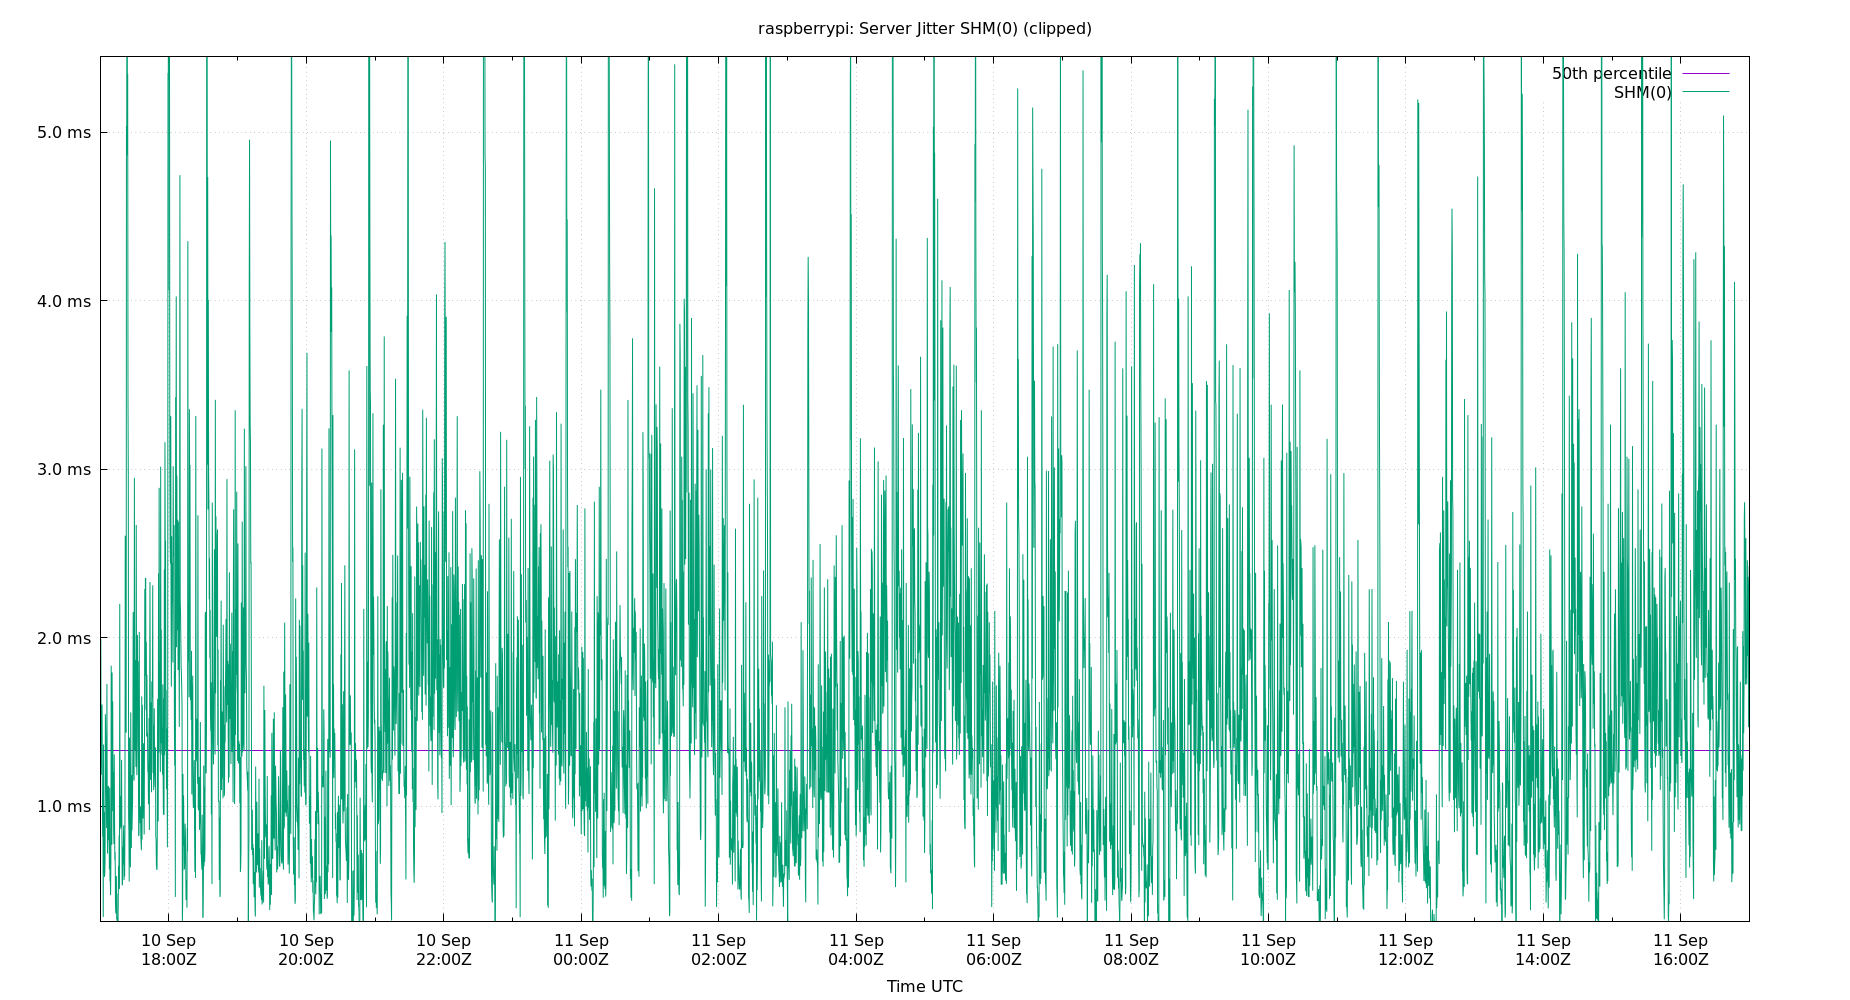 raspberrypi: Server Jitter SHM(0) (clipped)
50th percentile
SHM(0)
5.0 ms
4.0 ms
3.0 ms
2.0 ms
1.0 ms
10 Sep 10 Sep 10 Sep 11 Sep 11 Sep 11 Sep 11 Sep 11 Sep 11 Sep 11 Sep 11 Sep 11 Sep
18:00Z 20:00Z 22:00Z 00:00Z 02:00Z 04:00Z 06:00Z 08:00Z 10:00Z 12:00Z 14:00Z 16:00Z
Time UTC